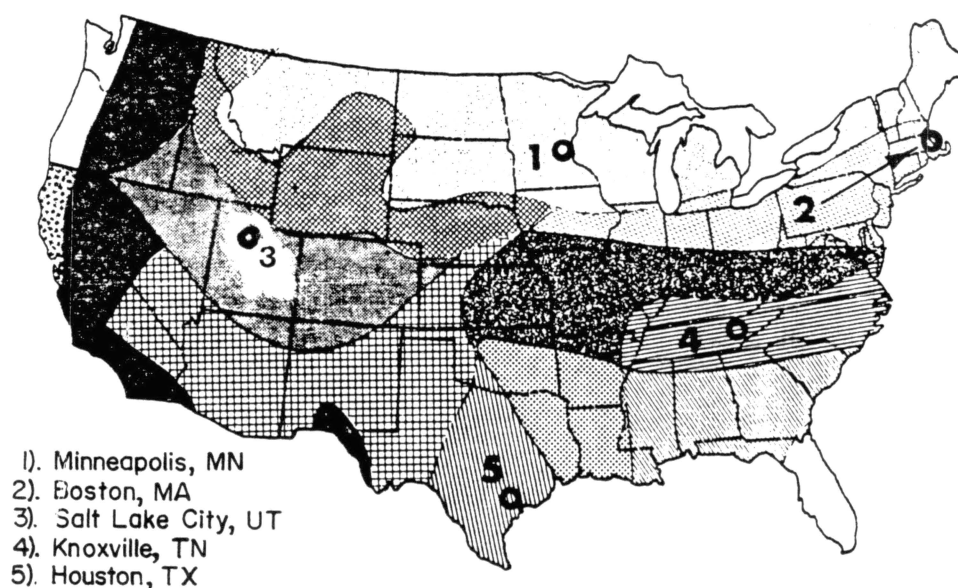 1
2
3
4
5
1). Minneapolis, MN
2). Boston, MA
3). Salt Lake City, UT
4). Knoxville, TN
5). Houston, TX